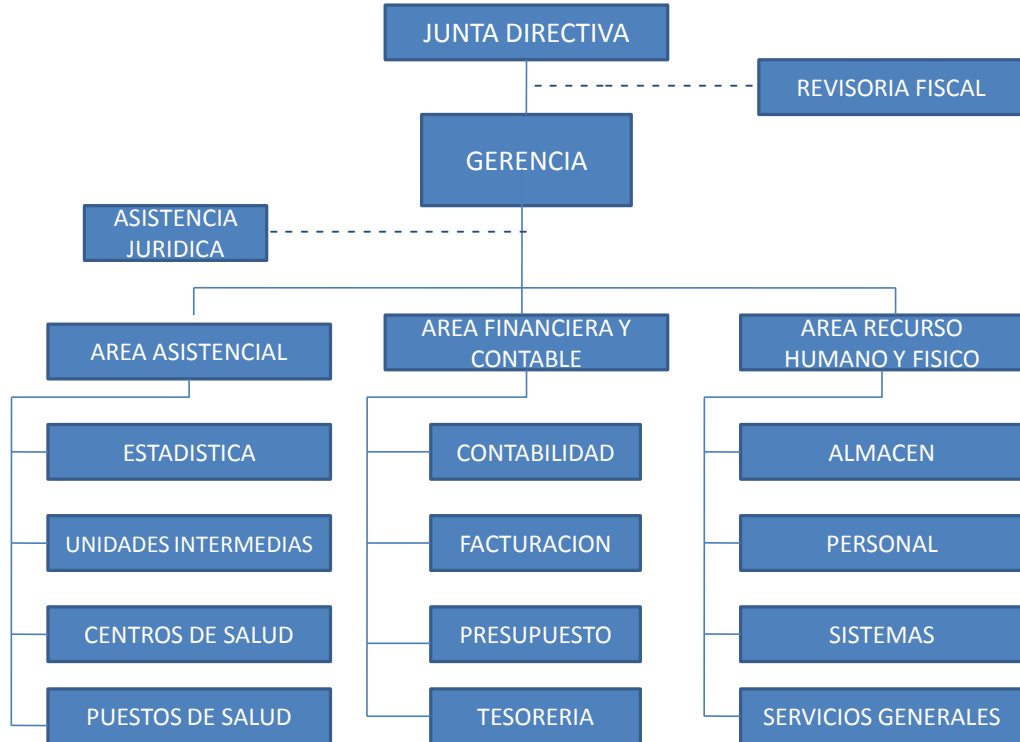 JUNTA DIRECTIVA
REVISORIA FISCAL
GERENCIA
ASISTENCIA
JURIDICA
AREA ASISTENCIAL
AREA FINANCIERA Y
CONTABLE
AREA RECURSO
HUMANO Y FISICO
ESTADISTICA
UNIDADES INTERMEDIAS
CENTROS DE SALUD
PUESTOS DE SALUD
CONTABILIDAD
FACTURACION
PRESUPUESTO
TESORERIA
ALMACEN
PERSONAL
SISTEMAS
SERVICIOS GENERALES